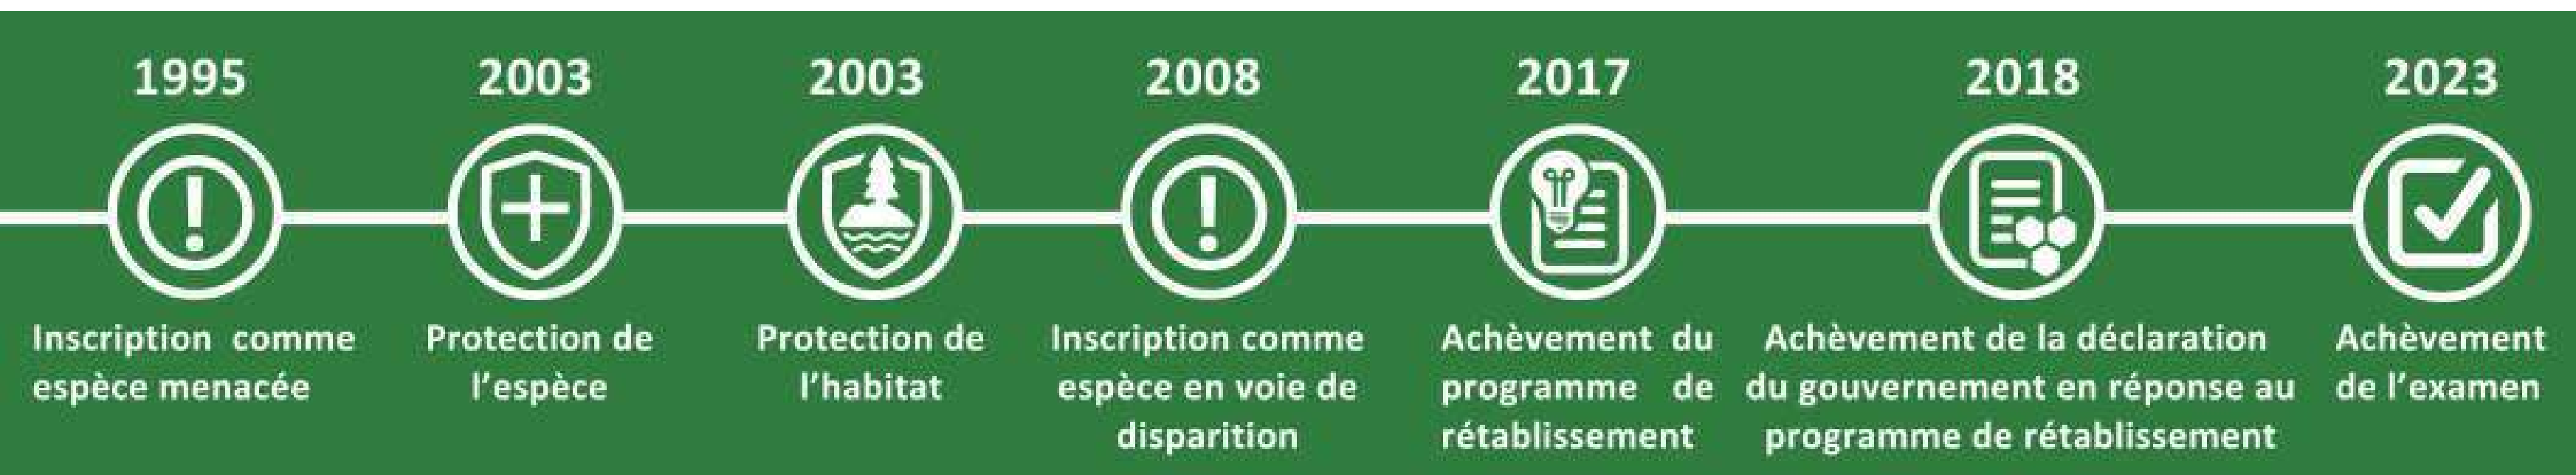 1995
Inscription comme
espèce menacée
2003
Protection de
l'espèce
2003
Protection de
l'habitat
2008
Inscription comme
espèce en voie de
disparition
2017
Achèvement du
programme de
rétablissement
2018
Achèvement de la déclaration
du gouvernement en réponse au
programme de rétablissement
2023
Achèvement
de l'examen